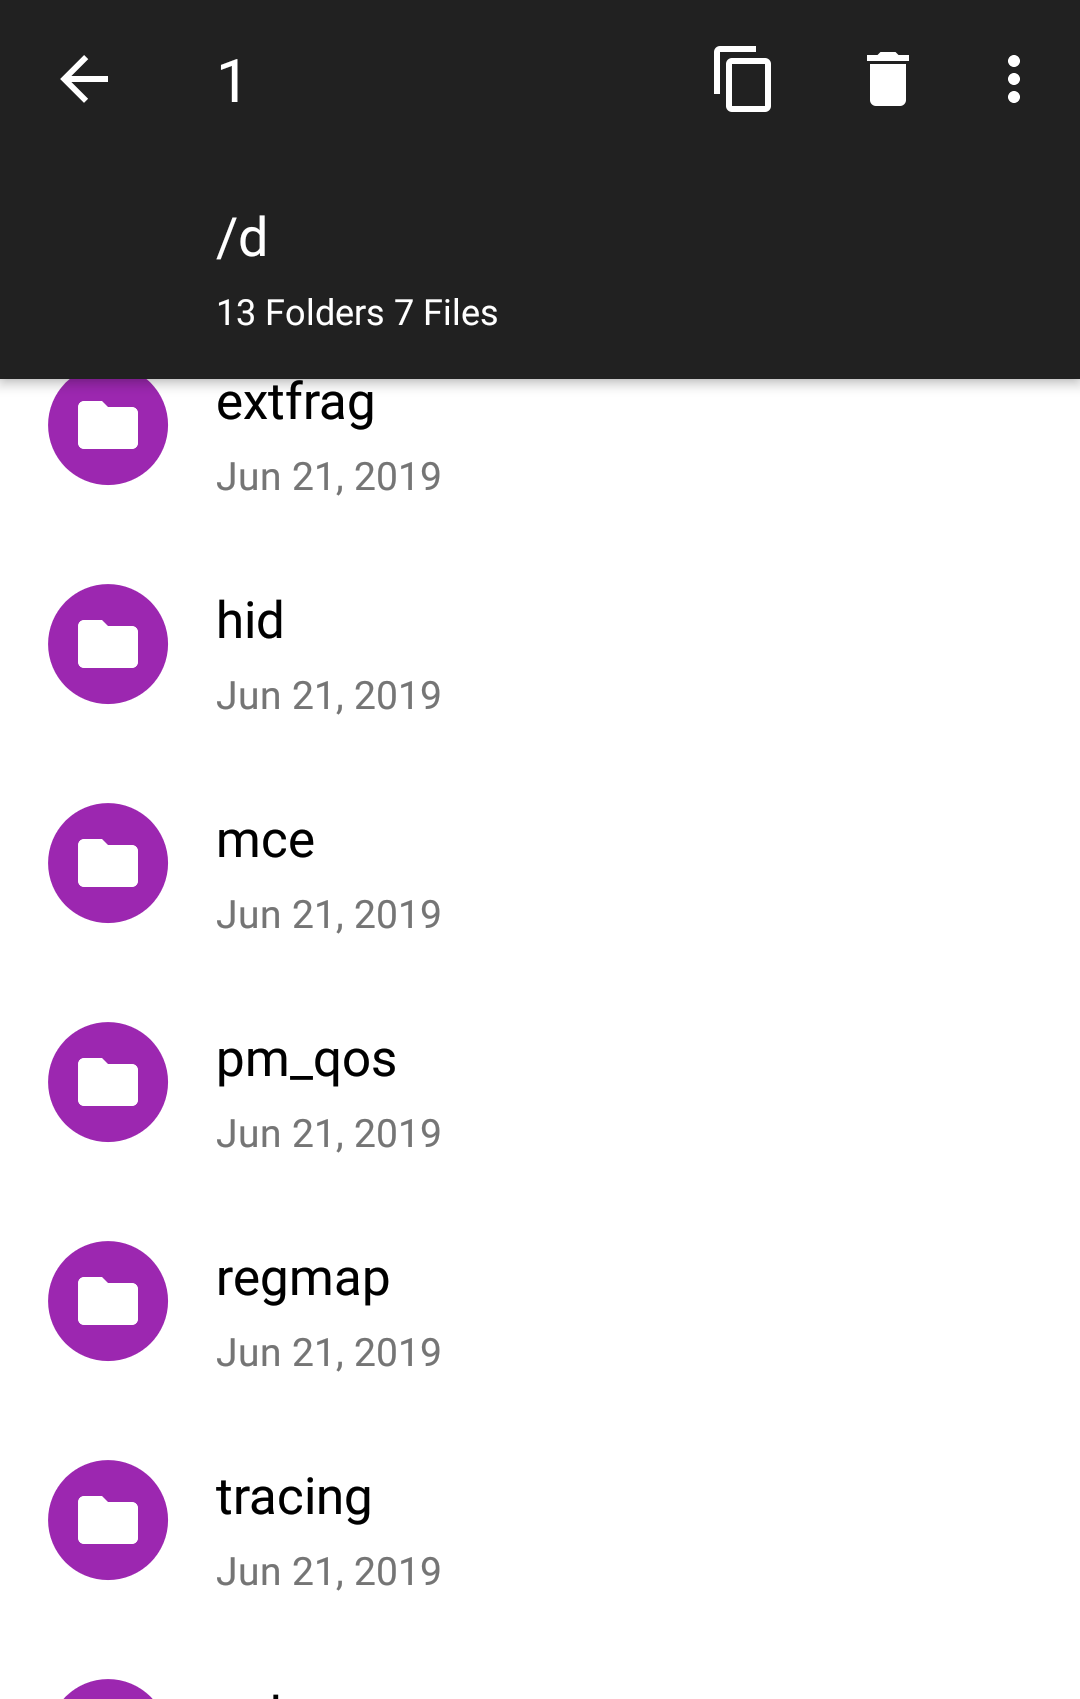 1
/d
13 Folders 7 Files
extfrag
Jun 21, 2019
hid
Jun 21, 2019
mce
Jun 21, 2019
pm_qos
Jun 21, 2019
regmap
Jun 21, 2019
tracing
Jun 21, 2019